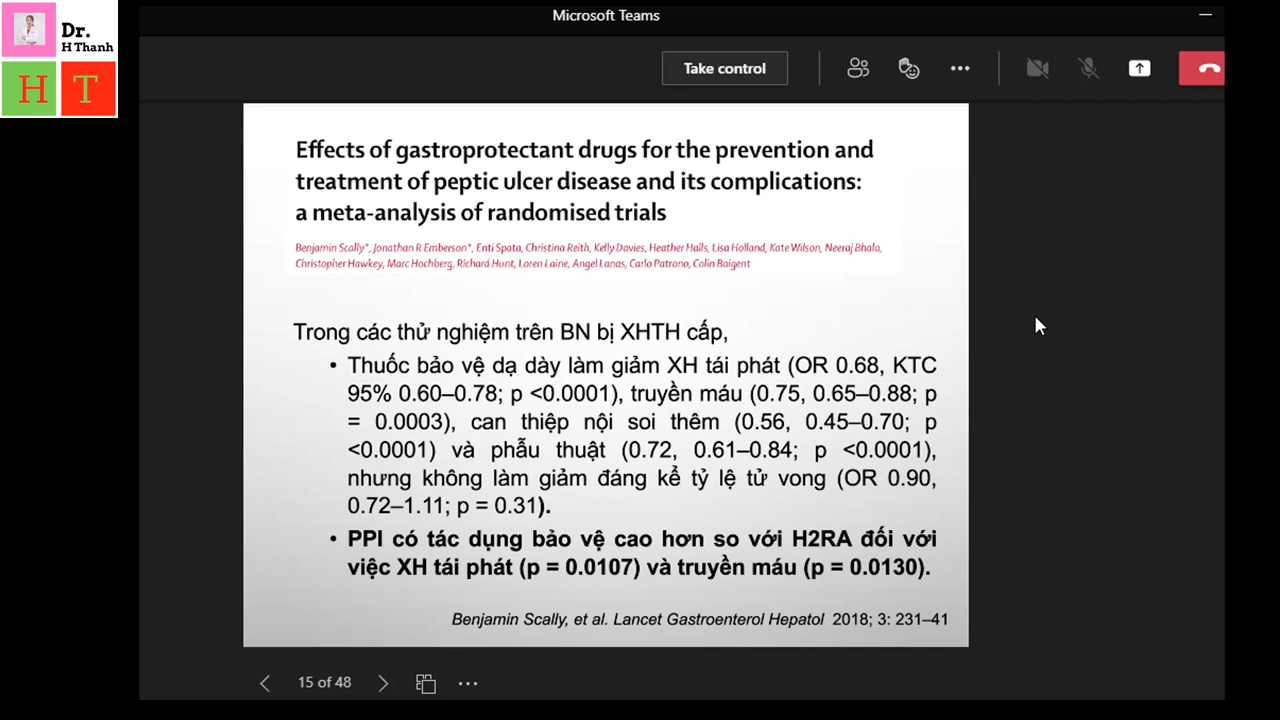 Microsoft Teams
Dr.
H Thanh
H T
Take control
Effects of gastroprotectant drugs for the prevention and
treatment of peptic ulcer disease and its complications:
a meta-analysis of randomised trials
Benjamin Scally*, Jonathan R Emberson*, Enti Spata, Christina Reith, Kelly Davies, Heather Halls, Lisa Holland, Kate Wilson, Neeraj Bhala,
Christopher Hawkey, Marc Hochberg, Richard Hunt, Loren Laine, Angel Lanas, Carlo Patrono, Colin Baigent
Trong các thử nghiệm trên BN bị XHTH cấp,
• Thuốc bảo vệ dạ dày làm giảm XH tái phát (OR 0.68, KTC
95% 0.60–0.78; p <0.0001), truyền máu (0.75, 0.65–0.88; p
= 0.0003), can thiệp nội soi thêm (0.56, 0.45–0.70; p
<0.0001) và phẫu thuật (0.72, 0.61–0.84; p <0.0001),
nhưng không làm giảm đáng kể tỷ lệ tử vong (OR 0.90,
0.72–1.11; p = 0.31).
• PPI có tác dụng bảo vệ cao hơn so với H2RA đối với
việc XH tái phát (p = 0.0107) và truyền máu (p = 0.0130).
Benjamin Scally, et al. Lancet Gastroenterol Hepatol 2018; 3: 231–41
15 of 48